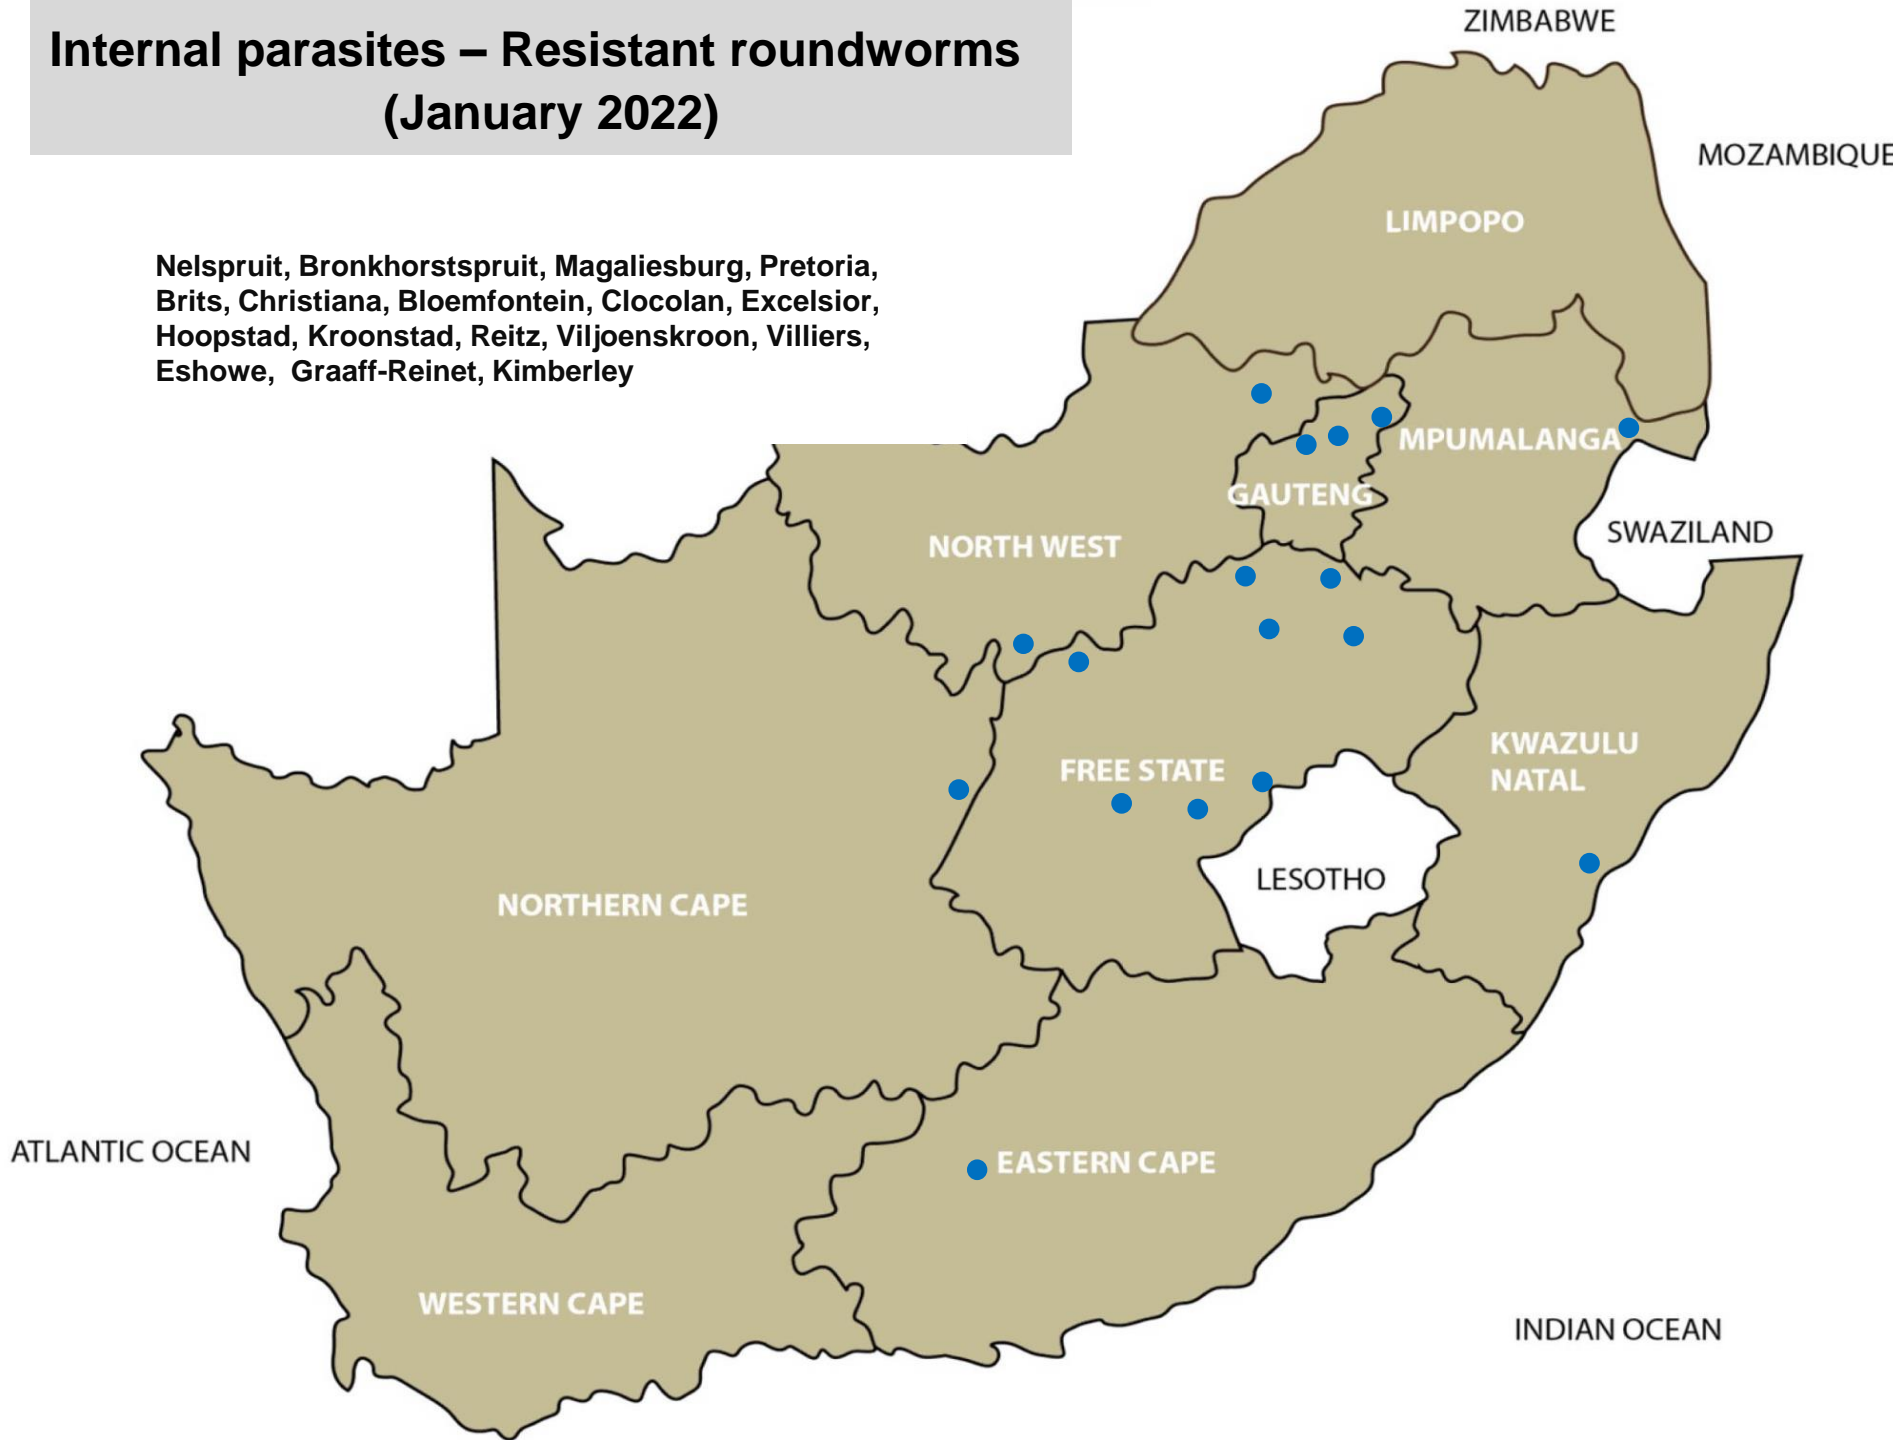 Internal parasites – Resistant roundworms
(January 2022)
Nelspruit, Bronkhorstspruit, Magaliesburg, Pretoria,
Brits, Christiana, Bloemfontein, Clocolan, Excelsior,
Hoopstad, Kroonstad, Reitz, Viljoenskroon, Villiers,
Eshowe,  Graaff-Reinet, Kimberley
ZIMBABWE
MOZAMBIQUE
LIMPOPO
MPUMALANGA
GAUTENG
SWAZILAND
NORTH WEST
KWAZULU
NATAL
FREE STATE
LESOTHO
NORTHERN CAPE
ATLANTIC OCEAN
EASTERN CAPE
WESTERN CAPE
INDIAN OCEAN